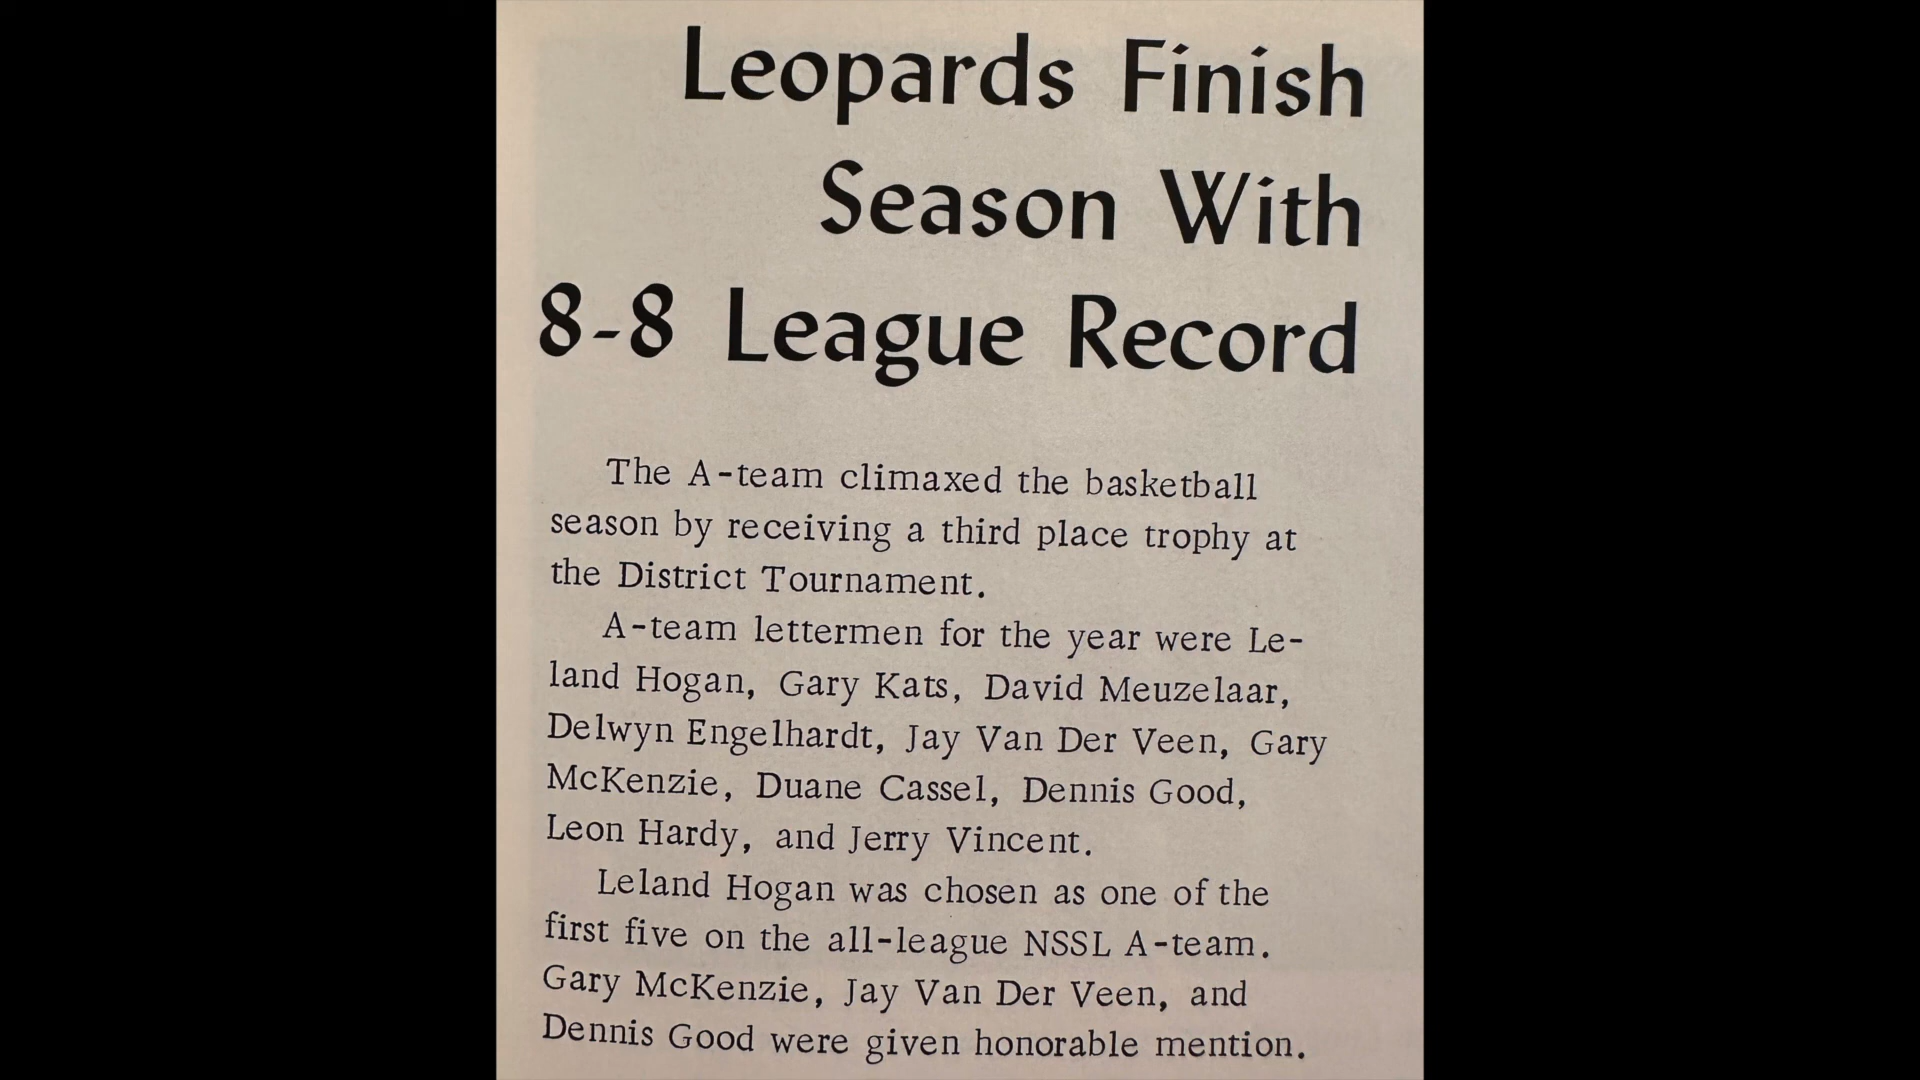 Leopards Finish
Season With
8-8 League Record
The A-team climaxed the basketball
season by receiving a third place trophy at
the District Tournament.
A-team lettermen for the year were Le-
land Hogan, Gary Kats, David Meuzelaar,
Delwyn Engelhardt, Jay Van Der Veen, Gary
McKenzie, Duane Cassel, Dennis Good,
Leon Hardy, and Jerry Vincent.
Leland Hogan was chosen as one of the
first five on the all-league NSSL A-team.
Gary McKenzie, Jay Van Der Veen, and
Dennis Good were given honorable mention.